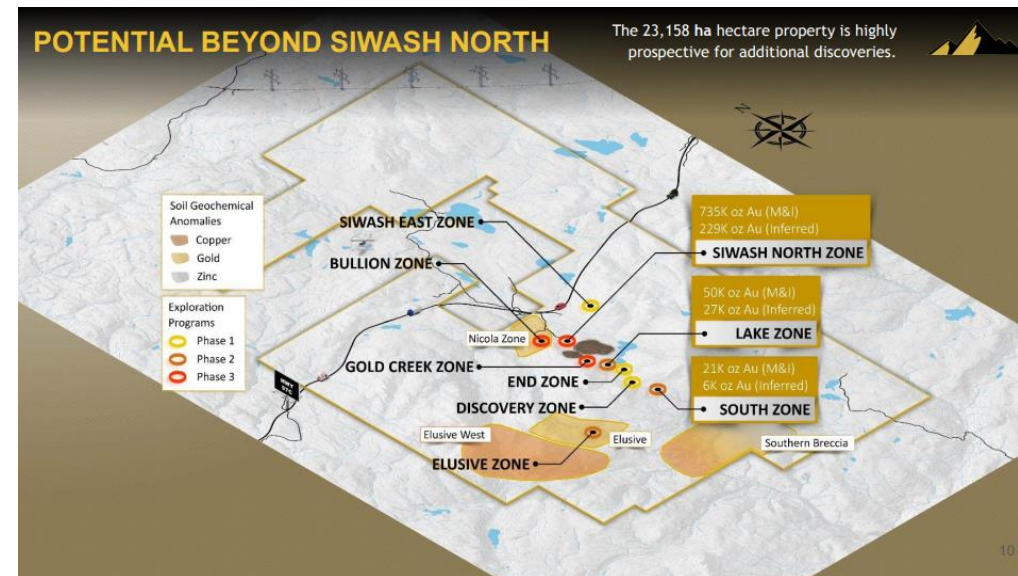 POTENTIAL BEYOND SIWASH NORTH
The 23,158 ha hectare property is highly
prospective for additional discoveries.
N
Soil Geochemical
Anomalies
Copper
Gold
Zinc
Exploration
Programs
Phase 1
Phase 2
Phase 3
SIWASH EAST ZONE
BULLION ZONE
Nicola Zone
GOLD CREEK ZONE
END ZONE
DISCOVERY ZONE
Elusive West
Elusive
ELUSIVE ZONE
Southern Breccia
HWY
97C
735K oz Au (M&I)
229K oz Au (Inferred)
SIWASH NORTH ZONE
50K oz Au (M&I)
27K oz Au (Inferred)
LAKE ZONE
21K oz Au (M&I)
6K oz Au (Inferred)
SOUTH ZONE
10